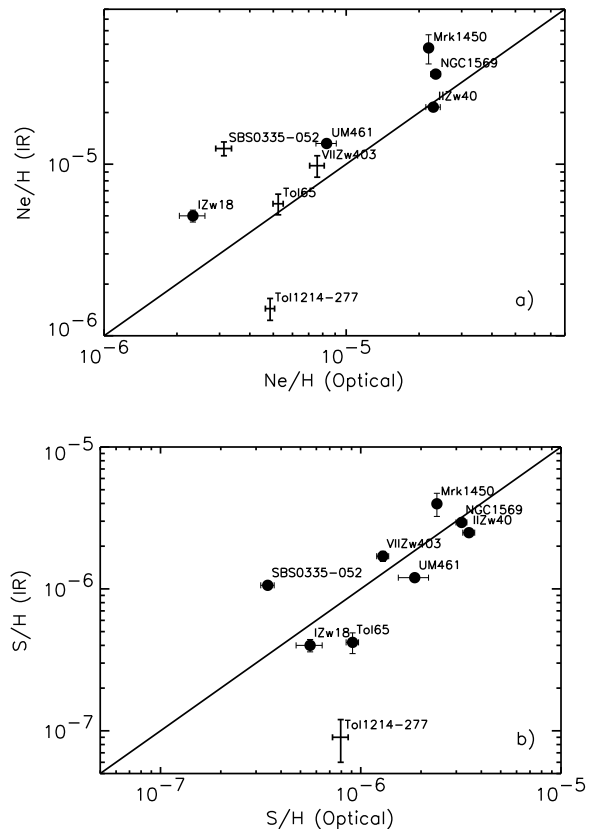 Mrk1450
NGC1569
IIZw40
SBS0335-052
UM461
VIIZw403
Tol65
IZw18
Tol1214-277
a)
10^-5
10^-6
Ne/H (IR)
10^-6
10^-5
Ne/H (Optical)
10^-5
Mrk1450
NGC1569
IIZw40
VIIZw403
SBS0335-052
UM461
10^-6
IZw18
Tol65
S/H (IR)
10^-7
Tol1214-277
b)
10^-7
10^-6
10^-5
S/H (Optical)